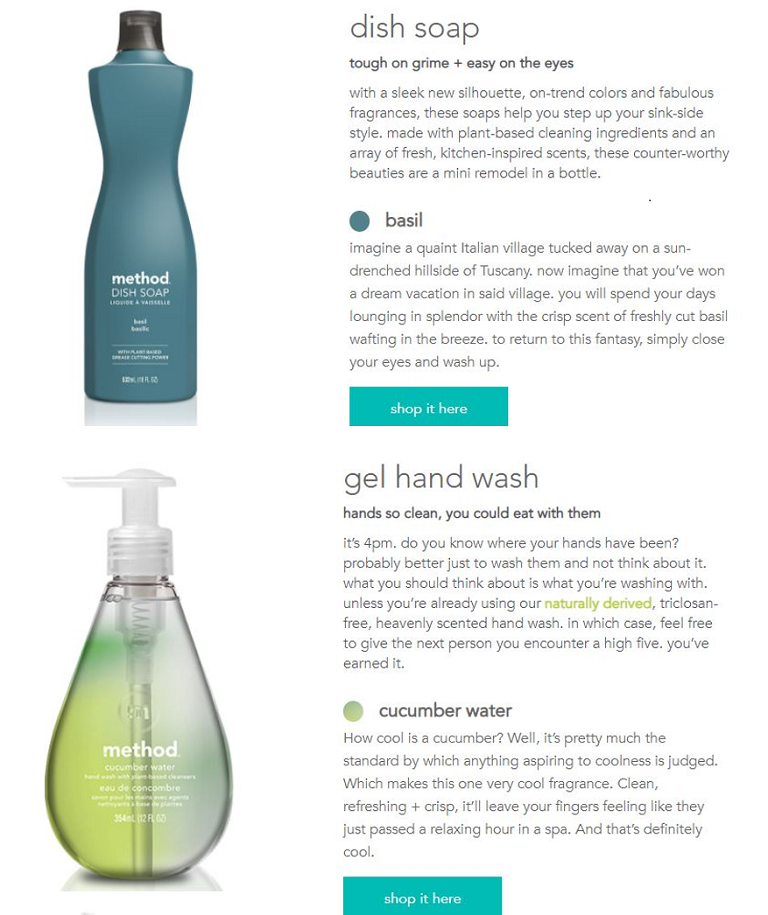 dish soap
tough on grime + easy on the eyes
with a sleek new silhouette, on-trend colors and fabulous
fragrances, these soaps help you step up your sink-side
style. made with plant-based cleaning ingredients and an
array of fresh, kitchen-inspired scents, these counter-worthy
beauties are a mini remodel in a bottle.
basil
imagine a quaint Italian village tucked away on a sun-
drenched hillside of Tuscany. now imagine that you've won
a dream vacation in said village. you will spend your days
lounging in splendor with the crisp scent of freshly cut basil
wafting in the breeze. to return to this fantasy, simply close
your eyes and wash up.
shop it here
method
DISH SOAP
LIQUIDE À VAISSELLE
basil
basilic
WITH PLANT-BASED
GREASE CUTTING POWER
532mL (18 FL OZ)
gel hand wash
hands so clean, you could eat with them
it's 4pm. do you know where your hands have been?
probably better just to wash them and not think about it.
what you should think about is what you're washing with.
unless you're already using our naturally derived, triclosan-
free, heavenly scented hand wash. in which case, feel free
to give the next person you encounter a high five. you've
earned it.
cucumber water
How cool is a cucumber? Well, it's pretty much the
standard by which anything aspiring to coolness is judged.
Which makes this one very cool fragrance. Clean,
refreshing + crisp, it'll leave your fingers feeling like they
just passed a relaxing hour in a spa. And that's definitely
cool.
shop it here
m
method.
cucumber water
hand wash with plant-based cleansers
eau de concombre
savon pour les mains avec agents
nettoyants à base de plantes
354mL (12 FL OZ)